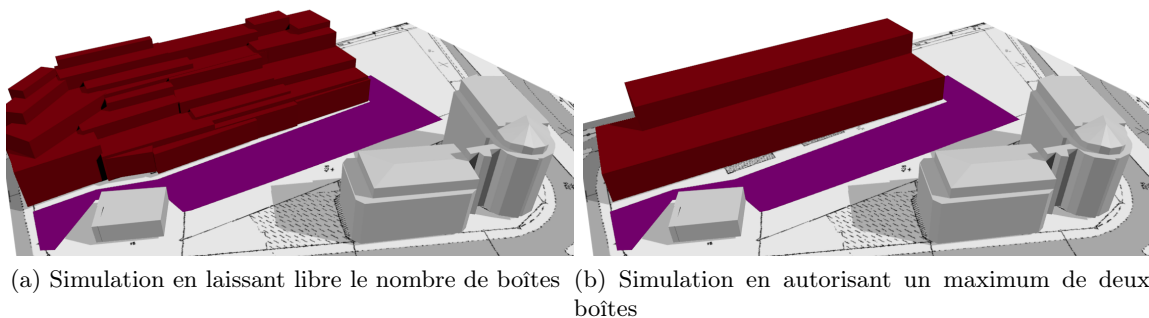 (a) Simulation en laissant libre le nombre de boîtes
(b) Simulation en autorisant un maximum de deux
boîtes